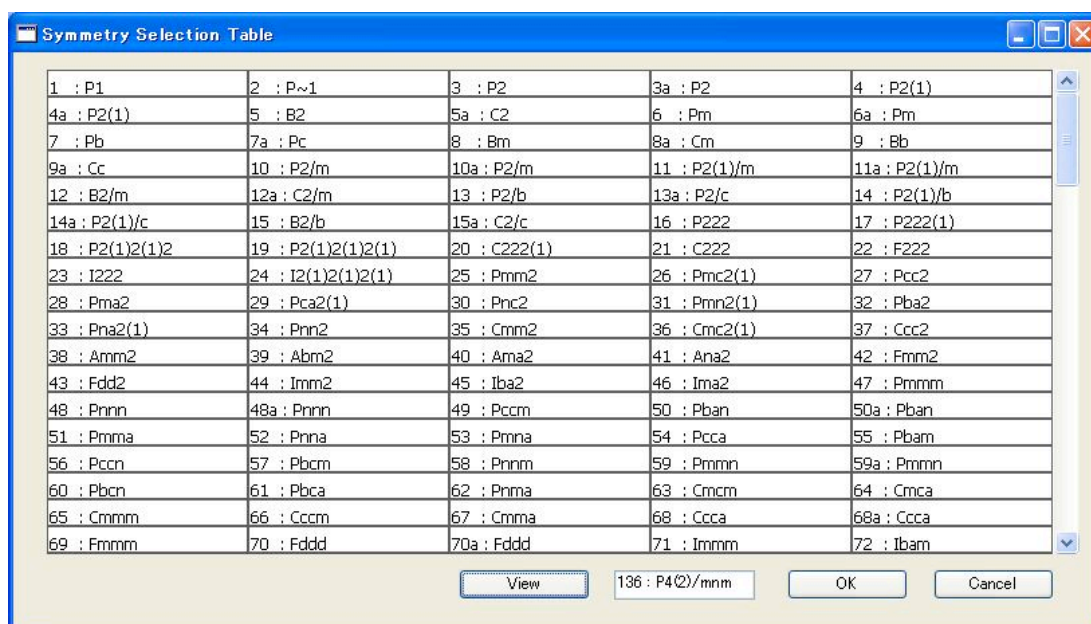 Symmetry Selection Table
1 : P1 2 : P~1 3 : P2 3a : P2 4 : P2(1)
4a : P2(1) 5 : B2 5a : C2 6 : Pm 6a : Pm
7 : Pb 7a : Pc 8 : Bm 8a : Cm 9 : Bb
9a : Cc 10 : P2/m 10a : P2/m 11 : P2(1)/m 11a : P2(1)/m
12 : B2/m 12a : C2/m 13 : P2/b 13a : P2/c 14 : P2(1)/b
14a : P2(1)/c 15 : B2/b 15a : C2/c 16 : P222 17 : P222(1)
18 : P2(1)2(1)2 19 : P2(1)2(1)2(1) 20 : C222(1) 21 : C222 22 : F222
23 : I222 24 : I2(1)2(1)2(1) 25 : Pmm2 26 : Pmc2(1) 27 : Pcc2
28 : Pma2 29 : Pca2(1) 30 : Pnc2 31 : Pmn2(1) 32 : Pba2
33 : Pna2(1) 34 : Pnn2 35 : Cmm2 36 : Cmc2(1) 37 : Ccc2
38 : Amm2 39 : Abm2 40 : Ama2 41 : Ana2 42 : Fmm2
43 : Fdd2 44 : Imm2 45 : Iba2 46 : Ima2 47 : Pmmm
48 : Pnnn 48a : Pnnn 49 : Pccm 50 : Pban 50a : Pban
51 : Pmma 52 : Pnna 53 : Pmna 54 : Pcca 55 : Pbam
56 : Pccn 57 : Pbcm 58 : Pnnm 59 : Pmmn 59a : Pmmn
60 : Pbcn 61 : Pbca 62 : Pnma 63 : Cmcm 64 : Cmca
65 : Cmmm 66 : Cccm 67 : Cmma 68 : Ccca 68a : Ccca
69 : Fmmm 70 : Fddd 70a : Fddd 71 : Immm 72 : Ibam
View 136 : P4(2)/mnm OK Cancel